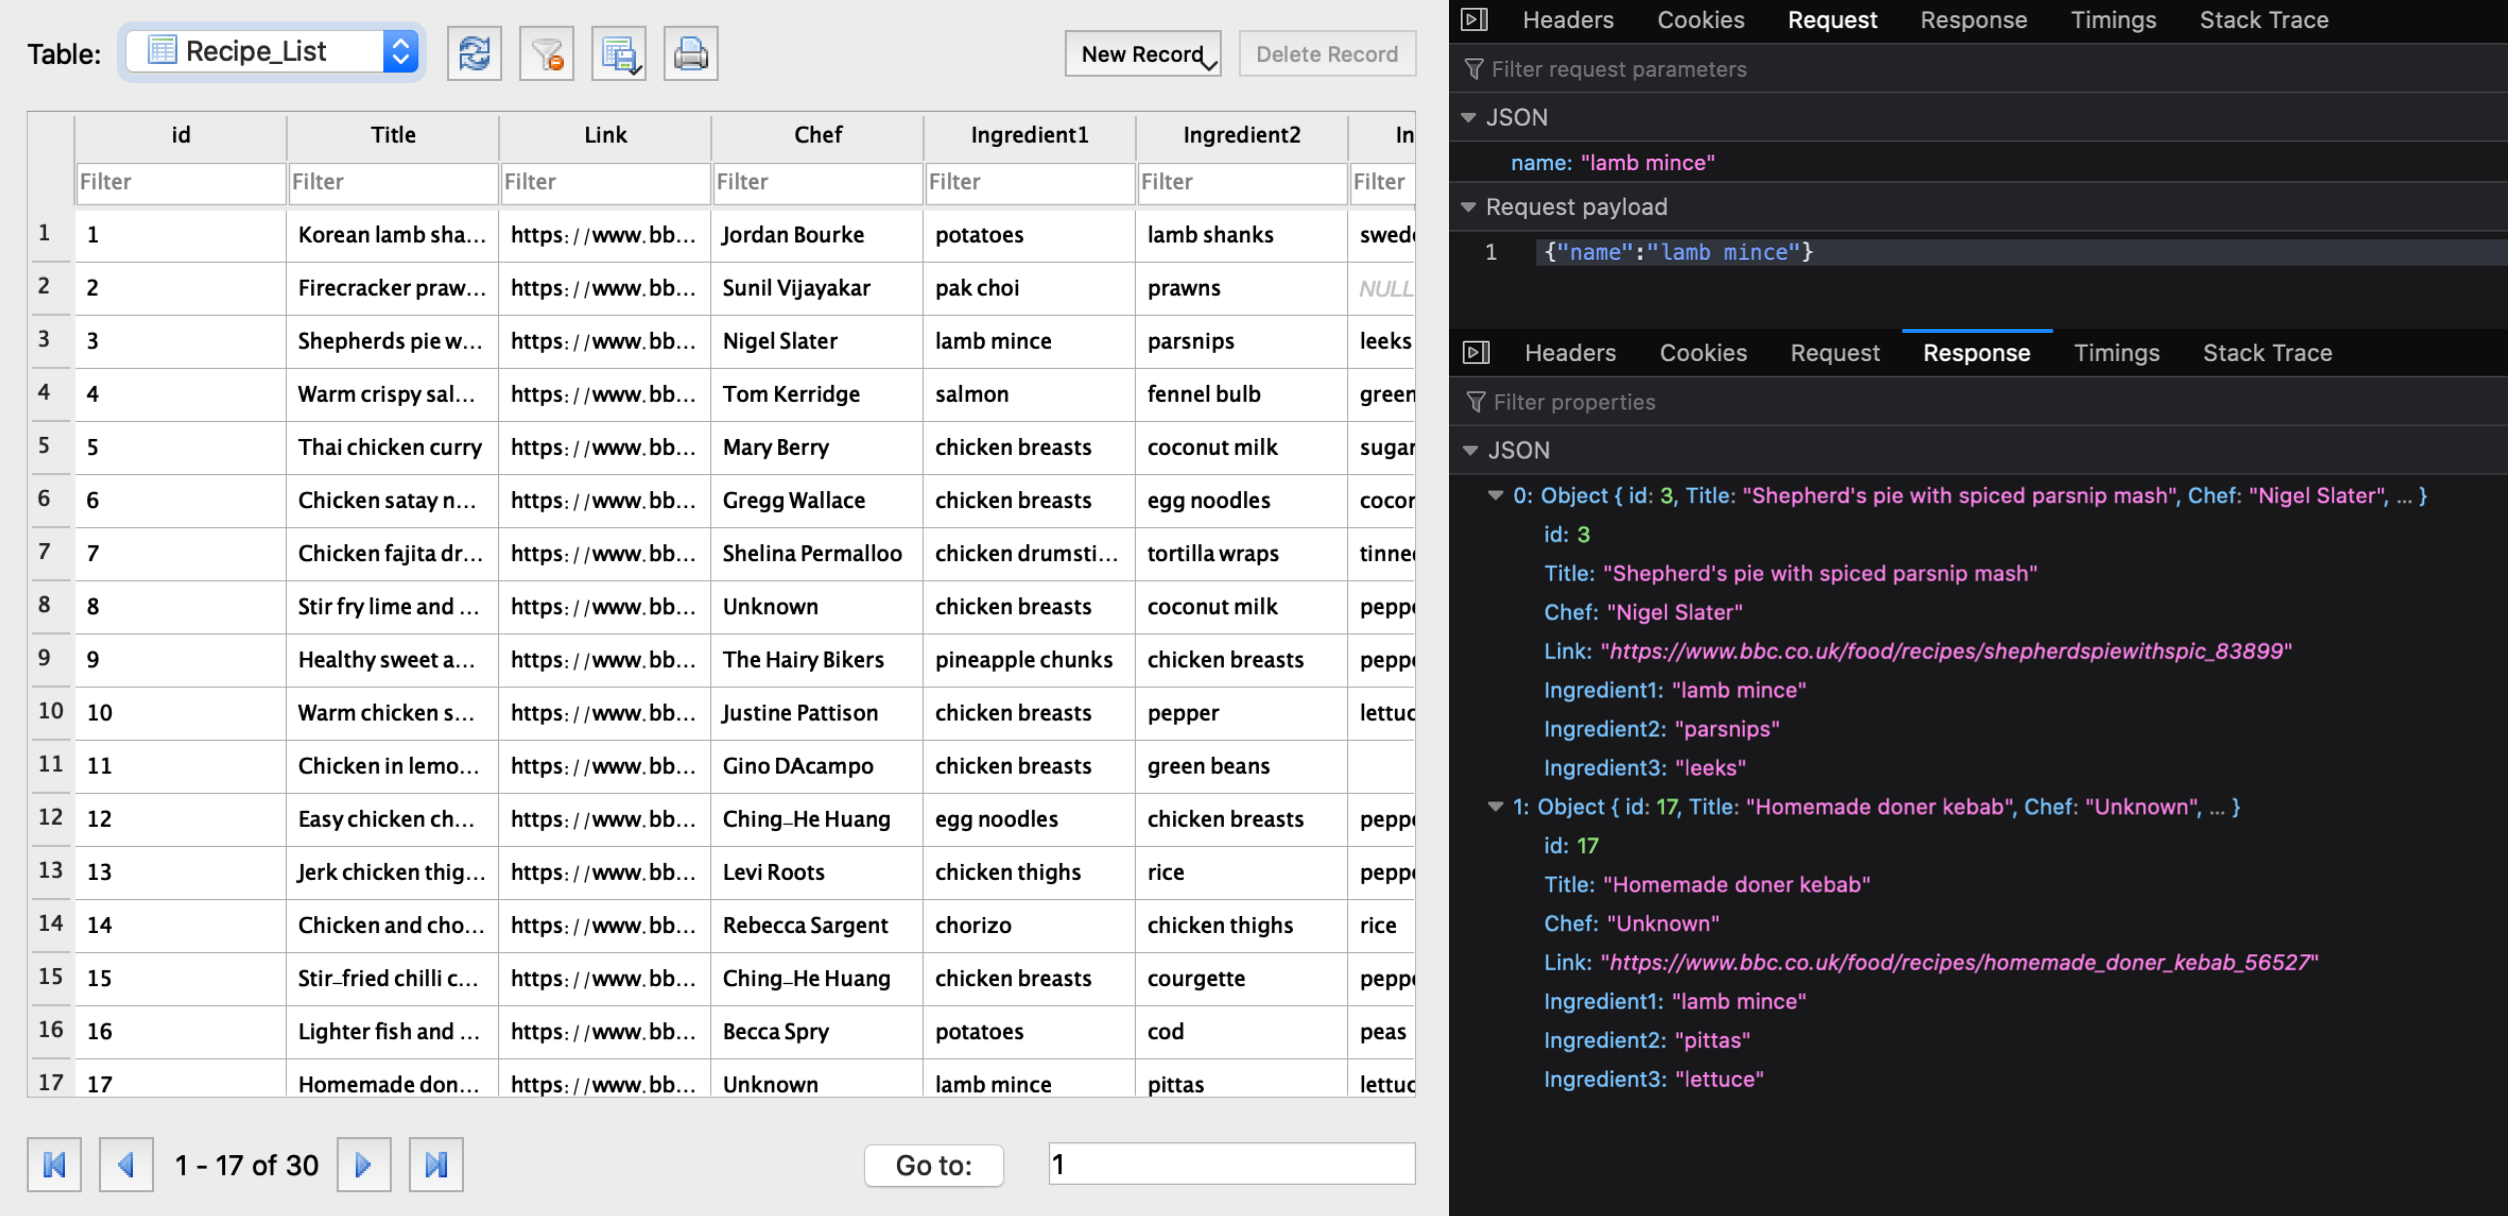 Table: Recipe_List New Record Delete Record
id Title Link Chef Ingredient1 Ingredient2 In
Filter Filter Filter Filter Filter Filter Filter
1 1 Korean lamb sha... https://www.bb... Jordan Bourke potatoes lamb shanks swed
2 2 Firecracker praw... https://www.bb... Sunil Vijayakar pak choi prawns NULL
3 3 Shepherds pie w... https://www.bb... Nigel Slater lamb mince parsnips leeks
4 4 Warm crispy sal... https://www.bb... Tom Kerridge salmon fennel bulb green
5 5 Thai chicken curry https://www.bb... Mary Berry chicken breasts coconut milk sugar
6 6 Chicken satay n... https://www.bb... Gregg Wallace chicken breasts egg noodles cocon
7 7 Chicken fajita dr... https://www.bb... Shelina Permalloo chicken drumsti... tortilla wraps tinne
8 8 Stir fry lime and ... https://www.bb... Unknown chicken breasts coconut milk pepp
9 9 Healthy sweet a... https://www.bb... The Hairy Bikers pineapple chunks chicken breasts pepp
10 10 Warm chicken s... https://www.bb... Justine Pattison chicken breasts pepper lettuc
11 11 Chicken in lemo... https://www.bb... Gino DAcampo chicken breasts green beans
12 12 Easy chicken ch... https://www.bb... Ching-He Huang egg noodles chicken breasts pepp
13 13 Jerk chicken thig... https://www.bb... Levi Roots chicken thighs rice pepp
14 14 Chicken and cho... https://www.bb... Rebecca Sargent chorizo chicken thighs rice
15 15 Stir-fried chilli c... https://www.bb... Ching-He Huang chicken breasts courgette pepp
16 16 Lighter fish and ... https://www.bb... Becca Spry potatoes cod peas
17 17 Homemade don... https://www.bb... Unknown lamb mince pittas lettuc
1 - 17 of 30 Go to: 1
Headers Cookies Request Response Timings Stack Trace
Filter request parameters
JSON
name: "lamb mince"
Request payload
1 {"name":"lamb mince"}
Headers Cookies Request Response Timings Stack Trace
Filter properties
JSON
0: Object { id: 3, Title: "Shepherd's pie with spiced parsnip mash", Chef: "Nigel Slater", ... }
id: 3
Title: "Shepherd's pie with spiced parsnip mash"
Chef: "Nigel Slater"
Link: "https://www.bbc.co.uk/food/recipes/shepherdspiewithspic_83899"
Ingredient1: "lamb mince"
Ingredient2: "parsnips"
Ingredient3: "leeks"
1: Object { id: 17, Title: "Homemade doner kebab", Chef: "Unknown", ... }
id: 17
Title: "Homemade doner kebab"
Chef: "Unknown"
Link: "https://www.bbc.co.uk/food/recipes/homemade_doner_kebab_56527"
Ingredient1: "lamb mince"
Ingredient2: "pittas"
Ingredient3: "lettuce"